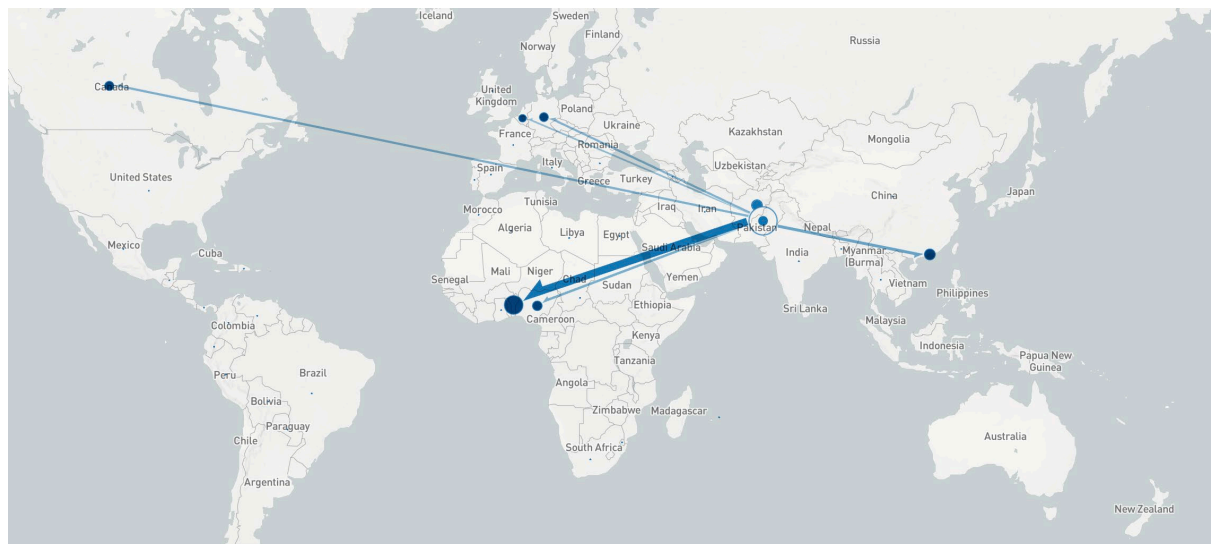 Iceland
Sweden
Finland
Russia
Norway
Canada
United
Kingdom
Poland
Ukraine
Kazakhstan
Mongolia
France
Romania
Italy
Uzbekistan
Spain
Greece
Turkey
United States
China
Japan
Morocco
Tunisia
Iraq
Iran
Algeria
Libya
Egypt
Pakistan
Nepal
Mexico
Cuba
Saudi Arabia
India
Myanmar
(Burma)
Mali
Niger
Chad
Yemen
Senegal
Sudan
Vietnam
Philippines
Ethiopia
Sri Lanka
Colombia
Cameroon
Malaysia
Kenya
Indonesia
Papua New
Guinea
Tanzania
Peru
Brazil
Angola
Bolivia
Zimbabwe
Madagascar
Paraguay
Chile
South Africa
Australia
Argentina
New Zealand